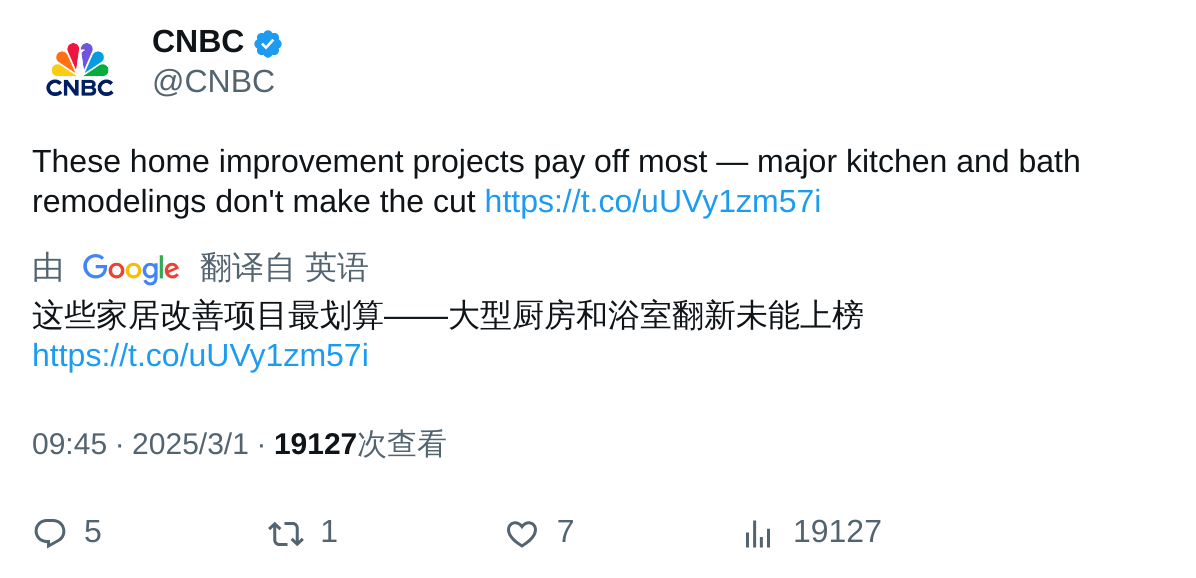 CNBC
CNBC
@CNBC
These home improvement projects pay off most — major kitchen and bath
remodelings don't make the cut https://t.co/uUVy1zm57i
由 Google 翻译自 英语
这些家居改善项目最划算——大型厨房和浴室翻新未能上榜
https://t.co/uUVy1zm57i
09:45 · 2025/3/1 · 19127次查看
5 1 7 19127